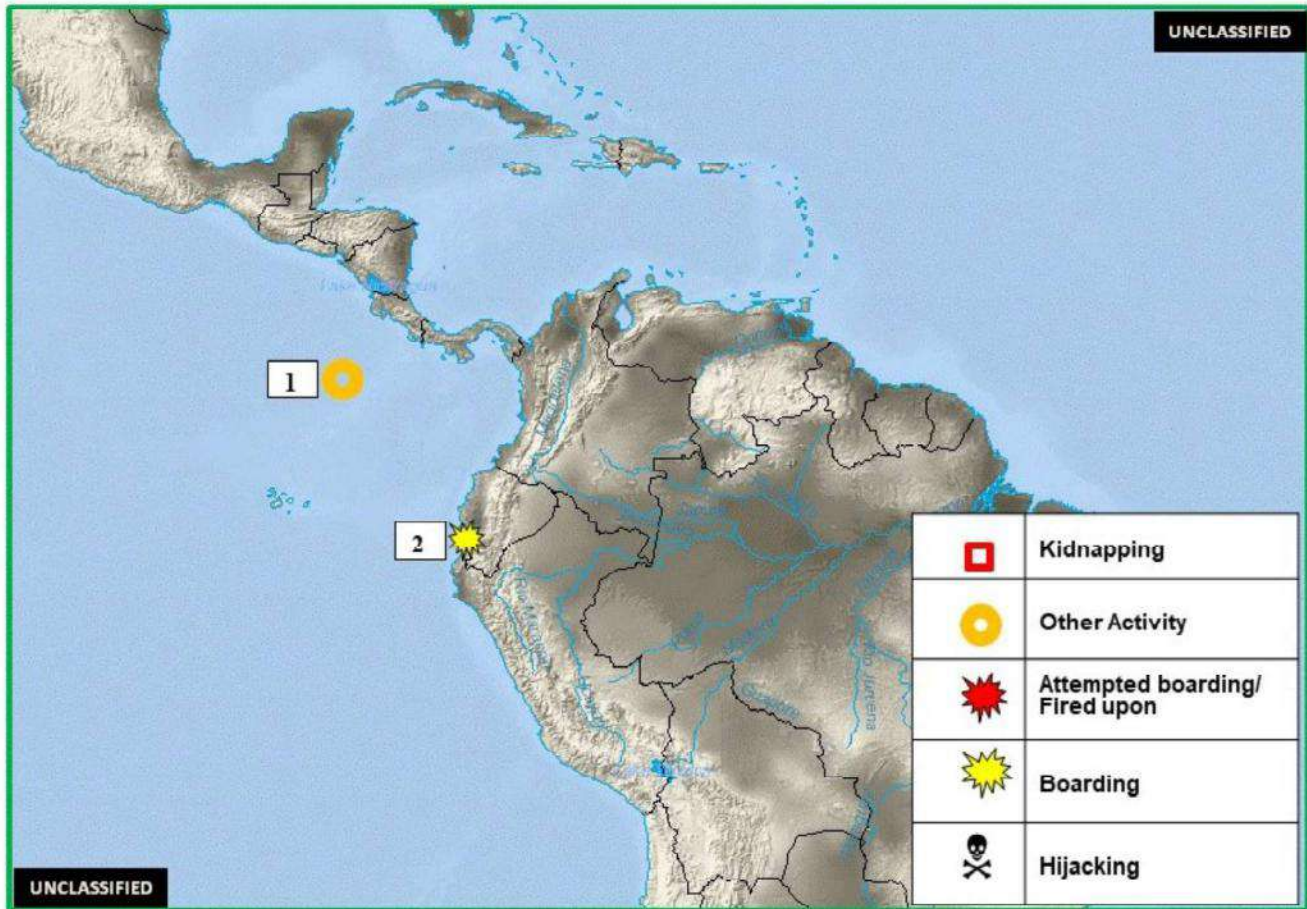 UNCLASSIFIED
1
2
Kidnapping
Other Activity
Attempted boarding/
Fired upon
Boarding
Hijacking
UNCLASSIFIED